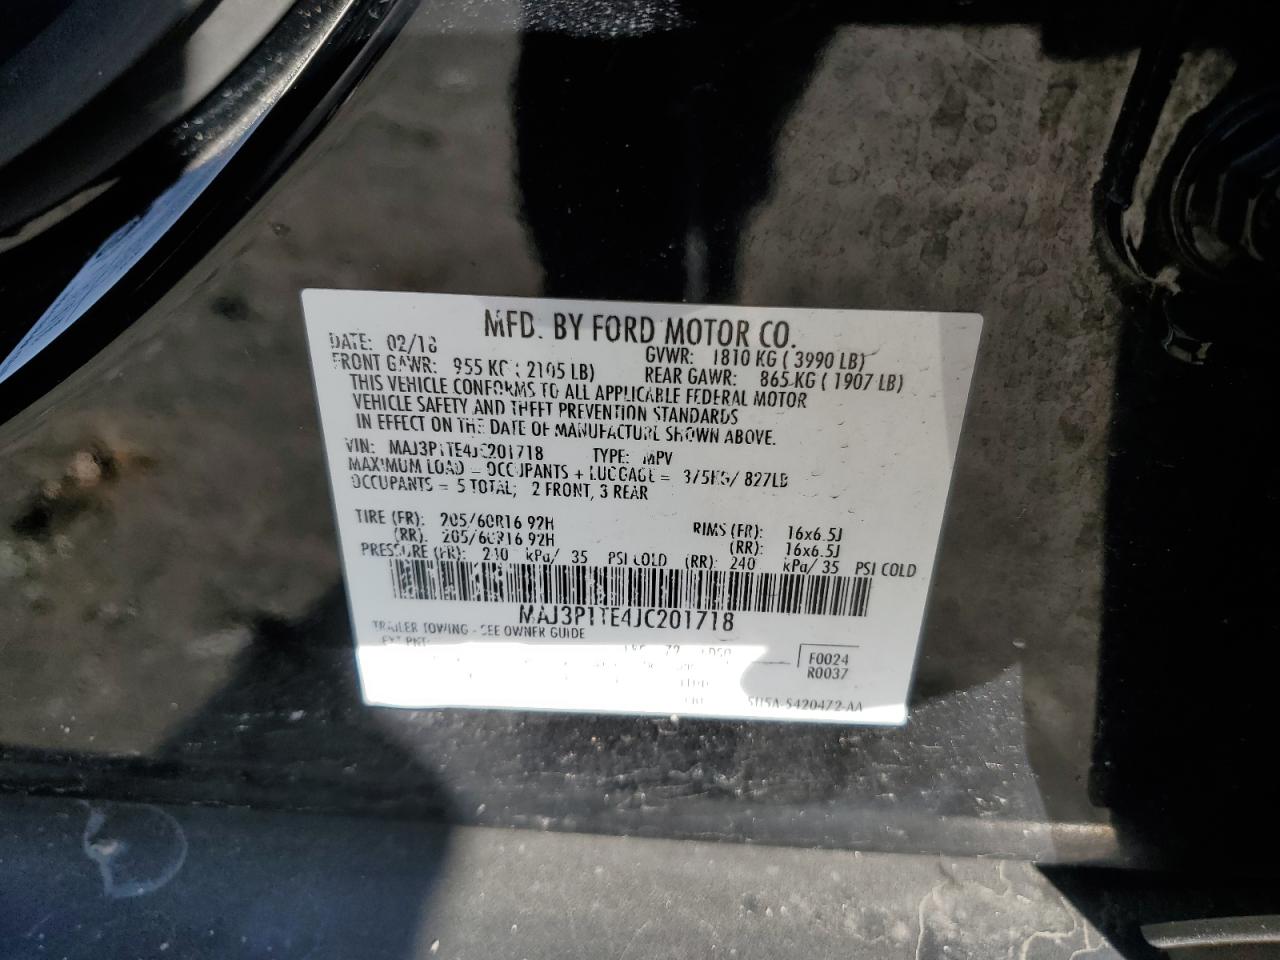 MFD. BY FORD MOTOR CO.
DATE: 02/18 GVWR: 1810 KG ( 3990 LB)
FRONT GAWR: 955 KG ( 2105 LB) REAR GAWR: 865 KG ( 1907 LB)
THIS VEHICLE CONFORMS TO ALL APPLICABLE FEDERAL MOTOR
VEHICLE SAFETY AND THEFT PREVENTION STANDARDS
IN EFFECT ON THE DATE OF MANUFACTURE SHOWN ABOVE.
VIN: MAJ3P1TE4JC201718 TYPE: MPV
MAXIMUM LOAD = OCCUPANTS + LUGGAGE = 375KG/ 827LB
OCCUPANTS = 5 TOTAL; 2 FRONT, 3 REAR
TIRE (FR): 205/60R16 92H RIMS (FR): 16x6.5J
(RR): 205/60R16 92H (RR): 16x6.5J
PRESSURE (FR): 240 kPa/ 35 PSI COLD (RR): 240 kPa/ 35 PSI COLD
MAJ3P1TE4JC201718
TRAILER TOWING - SEE OWNER GUIDE
EXT PNT:
F0024
R0037
5420472-AA